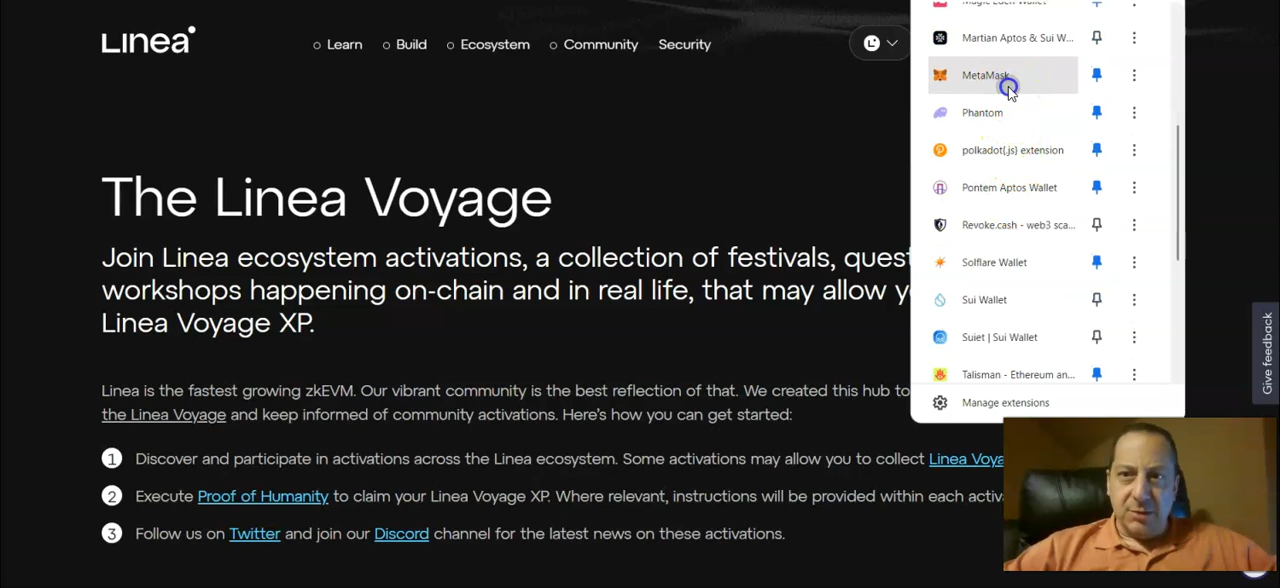 Linea
Learn
Build
Ecosystem
Community
Security
The Linea Voyage
Join Linea ecosystem activations, a collection of festivals, quest
workshops happening on-chain and in real life, that may allow y
Linea Voyage XP.
Linea is the fastest growing zkEVM. Our vibrant community is the best reflection of that. We created this hub to
the Linea Voyage and keep informed of community activations. Here's how you can get started:
1 Discover and participate in activations across the Linea ecosystem. Some activations may allow you to collect Linea Voya
2 Execute Proof of Humanity to claim your Linea Voyage XP. Where relevant, instructions will be provided within each activ
3 Follow us on Twitter and join our Discord channel for the latest news on these activations.
Magic Eden Wallet
Martian Aptos & Sui W...
MetaMask
Phantom
polkadot{.js} extension
Pontem Aptos Wallet
Revoke.cash - web3 sca...
Solflare Wallet
Sui Wallet
Suiet | Sui Wallet
Talisman - Ethereum an...
Manage extensions
Give feedback